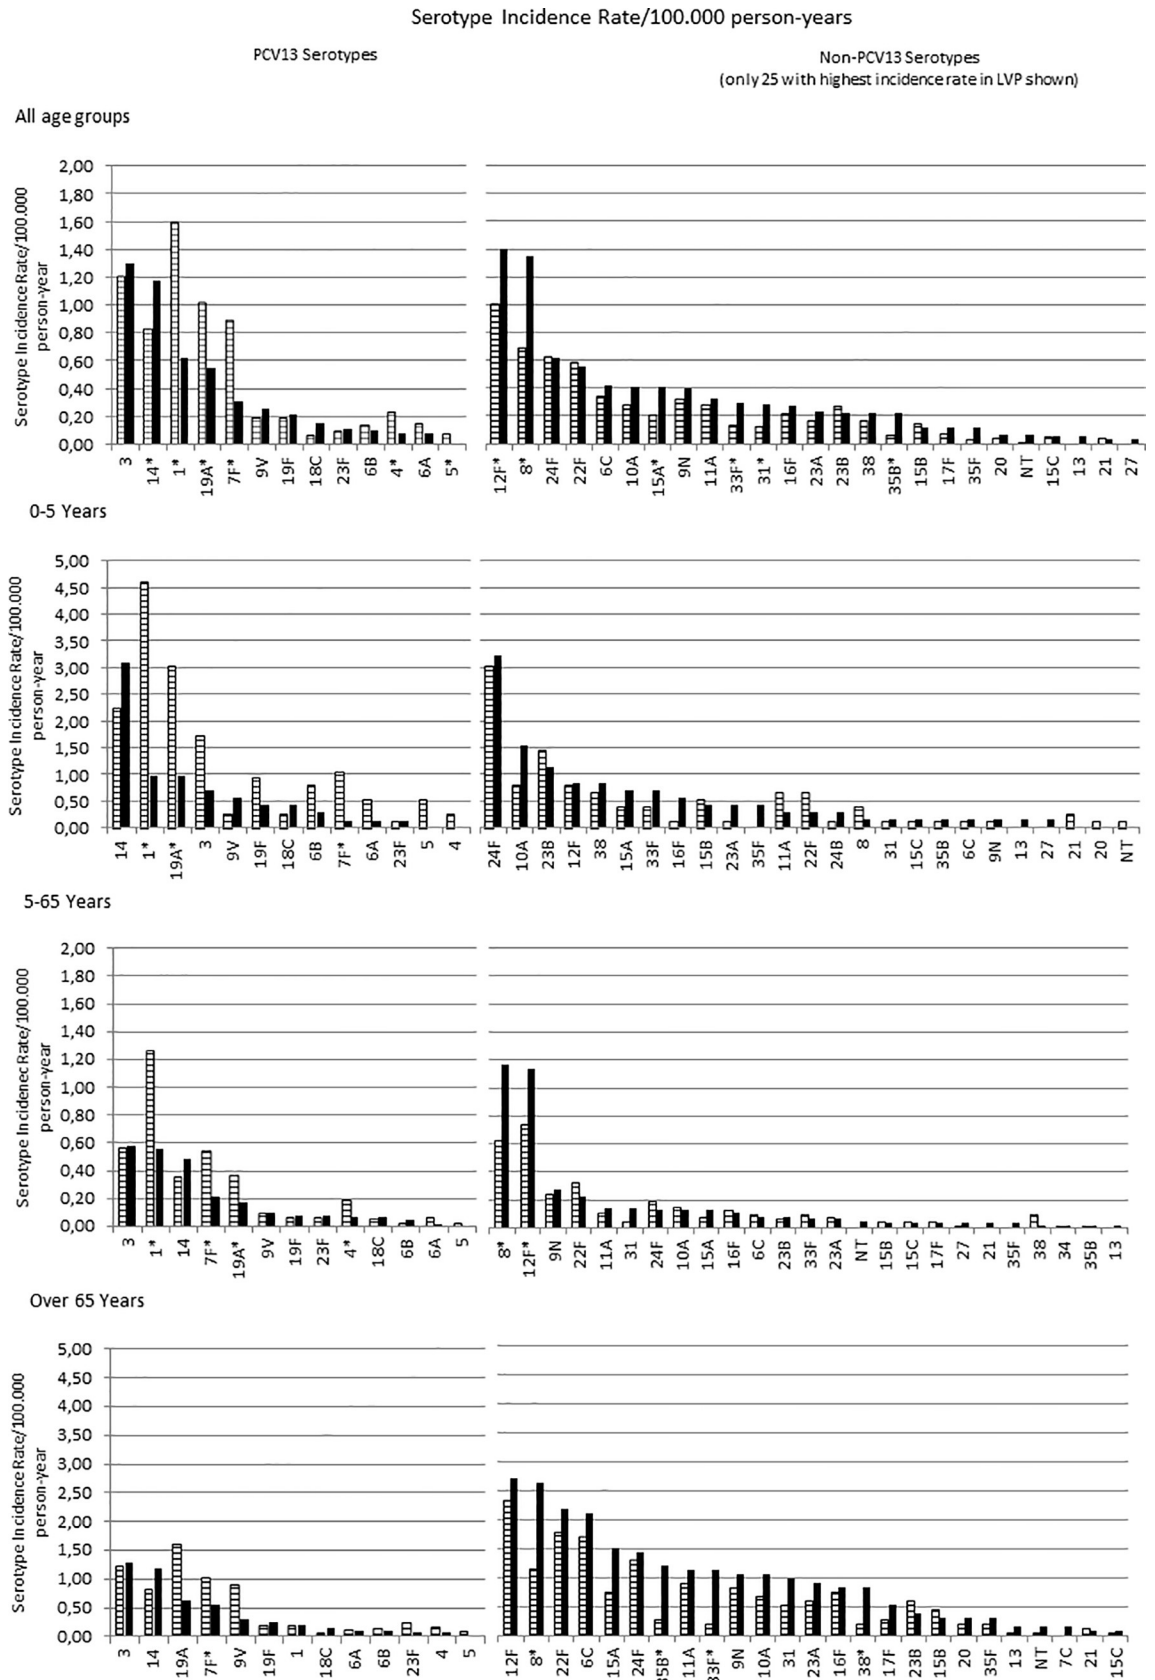 Serotype Incidence Rate/100.000 person-years
PCV13 Serotypes
Non-PCV13 Serotypes
(only 25 with highest incidence rate in LVP shown)
All age groups
Serotype Incidence Rate/100.000
person-year
2,00
1,80
1,60
1,40
1,20
1,00
0,80
0,60
0,40
0,20
0,00
3 14* 1* 19A* 7F* 9V 19F 18C 23F 6B 4* 6A 5*
12F* 8* 24F 22F 6C 10A 15A* 9N 11A 33F* 31* 16F 23A 23B 38 35B* 15B 17F 35F 20 NT 15C 13 21 27
0-5 Years
Serotype Incidence Rate/100.000
person-year
5,00
4,50
4,00
3,50
3,00
2,50
2,00
1,50
1,00
0,50
0,00
14 1* 19A* 3 9V 19F 18C 6B 7F* 6A 23F 5 4
24F 10A 23B 12F 38 15A 33F 16F 15B 23A 35F 11A 22F 24B 8 31 15C 35B 6C 9N 13 27 21 20 NT
5-65 Years
Serotype Incidenec Rate/100.000
person-year
2,00
1,80
1,60
1,40
1,20
1,00
0,80
0,60
0,40
0,20
0,00
3 1* 14 7F* 19A* 9V 19F 23F 4* 18C 6B 6A 5
8* 12F* 9N 22F 11A 31 24F 10A 15A 16F 6C 23B 33F 23A NT 15B 15C 17F 27 21 35F 38 34 35B 13
Over 65 Years
Serotype Incidence Rate/100.000
person-year
5,00
4,50
4,00
3,50
3,00
2,50
2,00
1,50
1,00
0,50
0,00
3 14 19A 7F* 9V 19F 1 18C 6A 6B 23F 4 5
12F 8* 22F 6C 15A 24F 35B* 11A 33F* 9N 10A 31 23A 16F 38* 17F 23B 15B 20 35F 13 NT 7C 21 15C